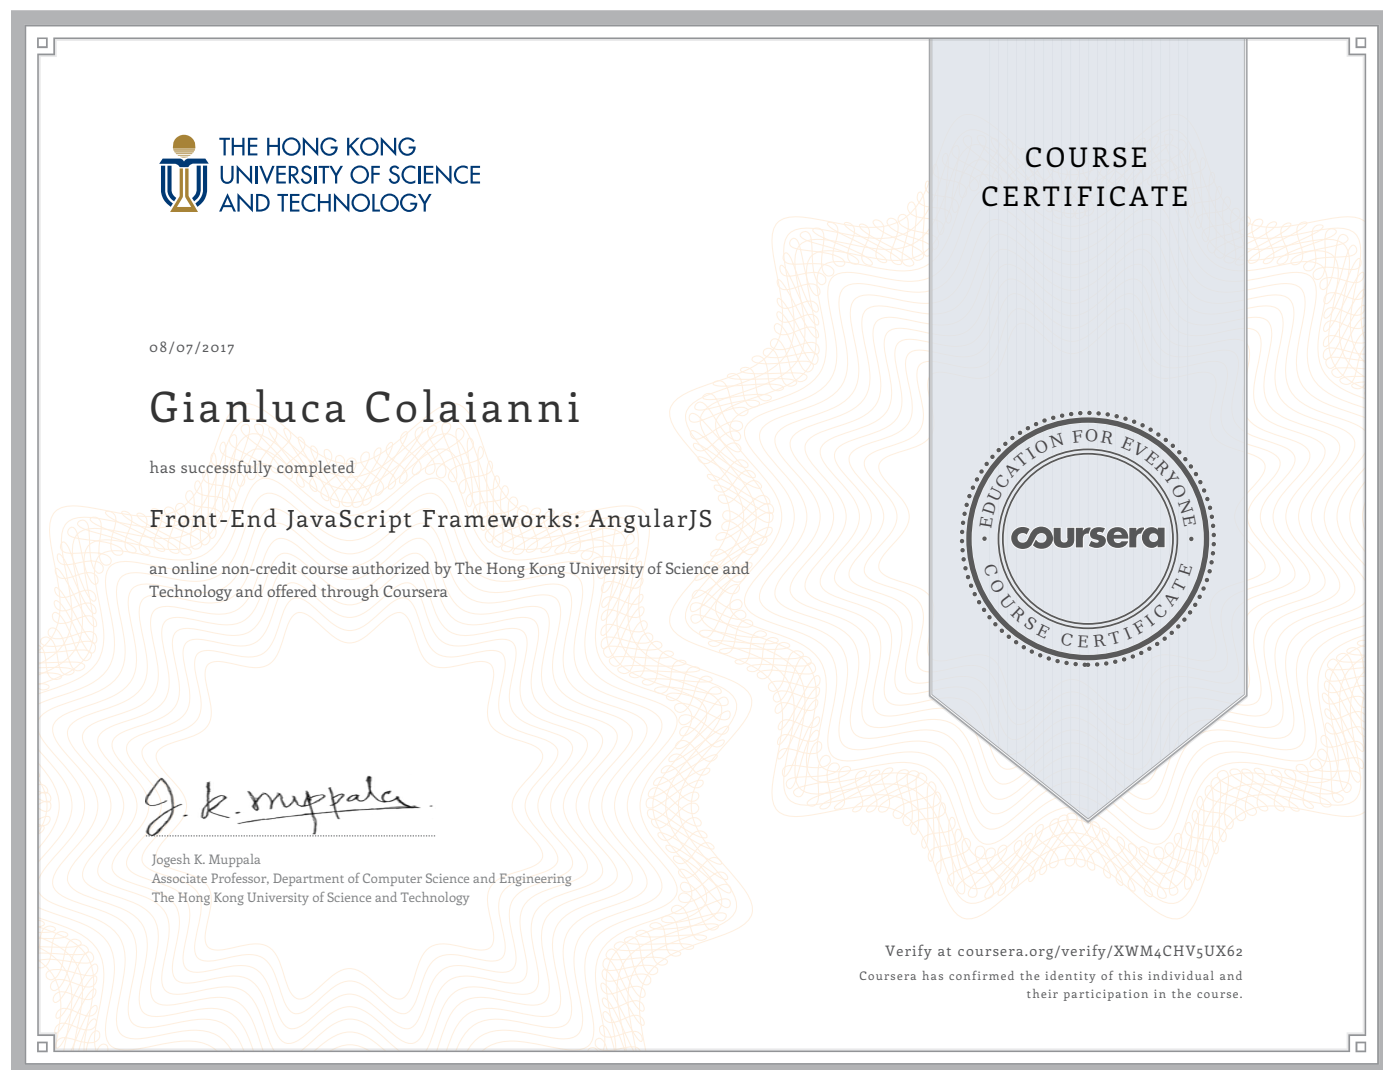 THE HONG KONG
UNIVERSITY OF SCIENCE
AND TECHNOLOGY
COURSE
CERTIFICATE
08/07/2017
Gianluca Colaianni
has successfully completed
Front-End JavaScript Frameworks: AngularJS
an online non-credit course authorized by The Hong Kong University of Science and
Technology and offered through Coursera
EDUCATION FOR EVERYONE
coursera
COURSE CERTIFICATE
J. K. Muppala
Jogesh K. Muppala
Associate Professor, Department of Computer Science and Engineering
The Hong Kong University of Science and Technology
Verify at coursera.org/verify/XWM4CHV5UX62
Coursera has confirmed the identity of this individual and
their participation in the course.